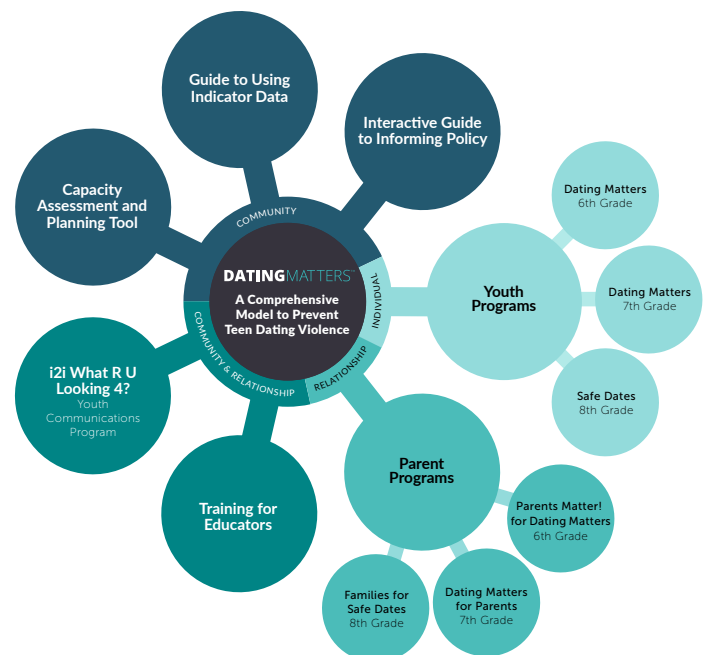 Guide to Using
Indicator Data
Interactive Guide
to Informing Policy
Capacity
Assessment and
Planning Tool
COMMUNITY
DATINGMATTERS™
A Comprehensive
Model to Prevent
Teen Dating Violence
INDIVIDUAL
RELATIONSHIP
COMMUNITY & RELATIONSHIP
Youth
Programs
Dating Matters
6th Grade
Dating Matters
7th Grade
Safe Dates
8th Grade
i2i What R U
Looking 4?
Youth
Communications
Program
Training for
Educators
Parent
Programs
Parents Matter!
for Dating Matters
6th Grade
Dating Matters
for Parents
7th Grade
Families for
Safe Dates
8th Grade